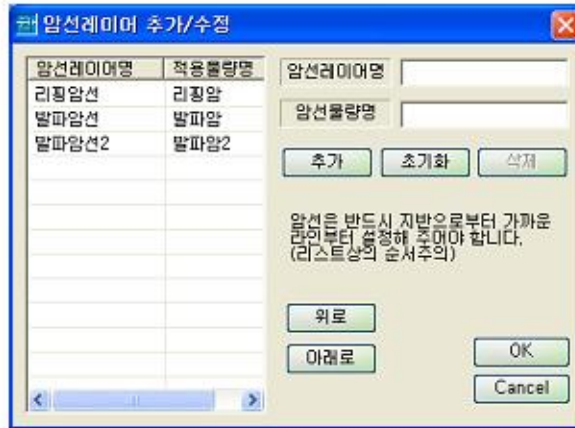 암선레이머 추가/수정
암선레이머명 적용물량명
리핑암선 리핑암
발파암선 발파암
발파암선2 발파암2
암선레이머명
암선물량명
추가 초기화 삭제
암선은 반드시 지반으로부터 가까운
라인부터 설정해 주머야 합니다.
(리스트상의 순서주의)
위로
아래로
OK
Cancel